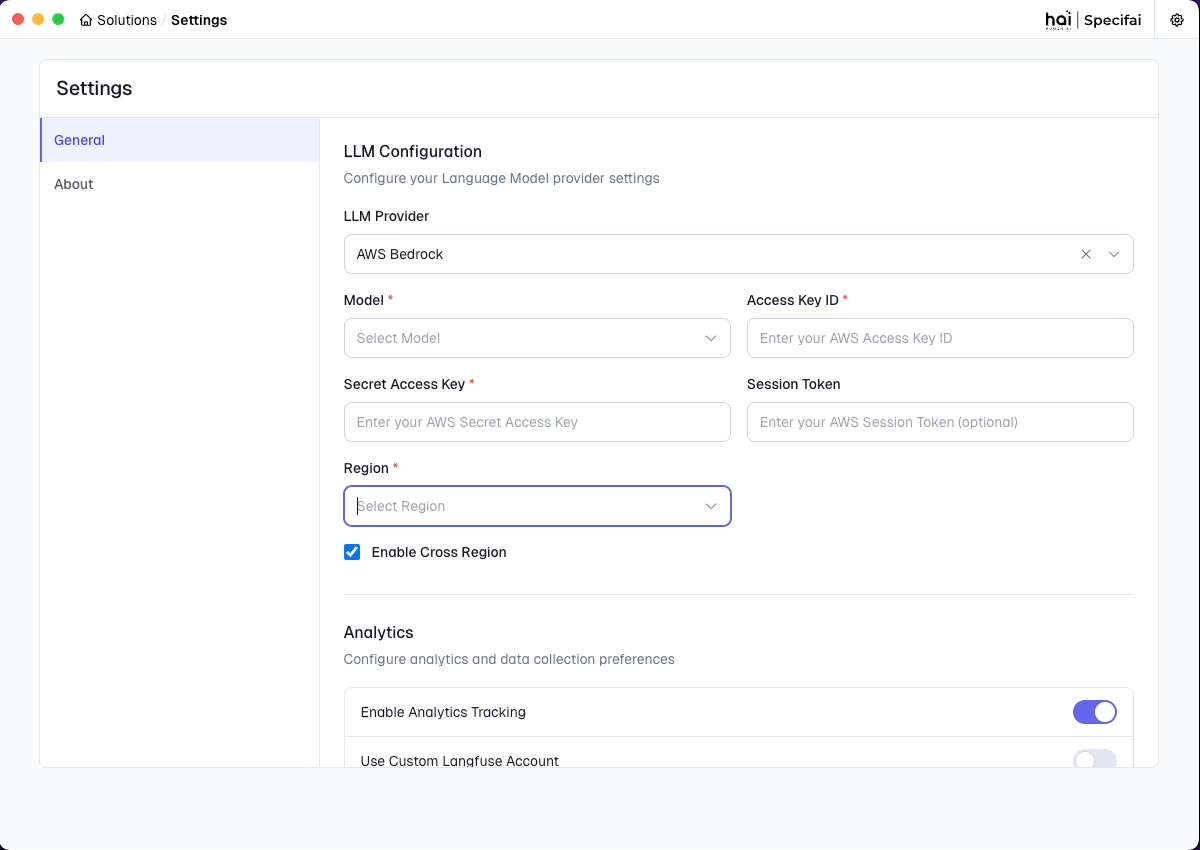 Solutions / Settings
hai | Specifai
Settings
General
About
LLM Configuration
Configure your Language Model provider settings
LLM Provider
AWS Bedrock
Model *
Access Key ID *
Select Model
Enter your AWS Access Key ID
Secret Access Key *
Session Token
Enter your AWS Secret Access Key
Enter your AWS Session Token (optional)
Region *
Select Region
Enable Cross Region
Analytics
Configure analytics and data collection preferences
Enable Analytics Tracking
Use Custom Langfuse Account